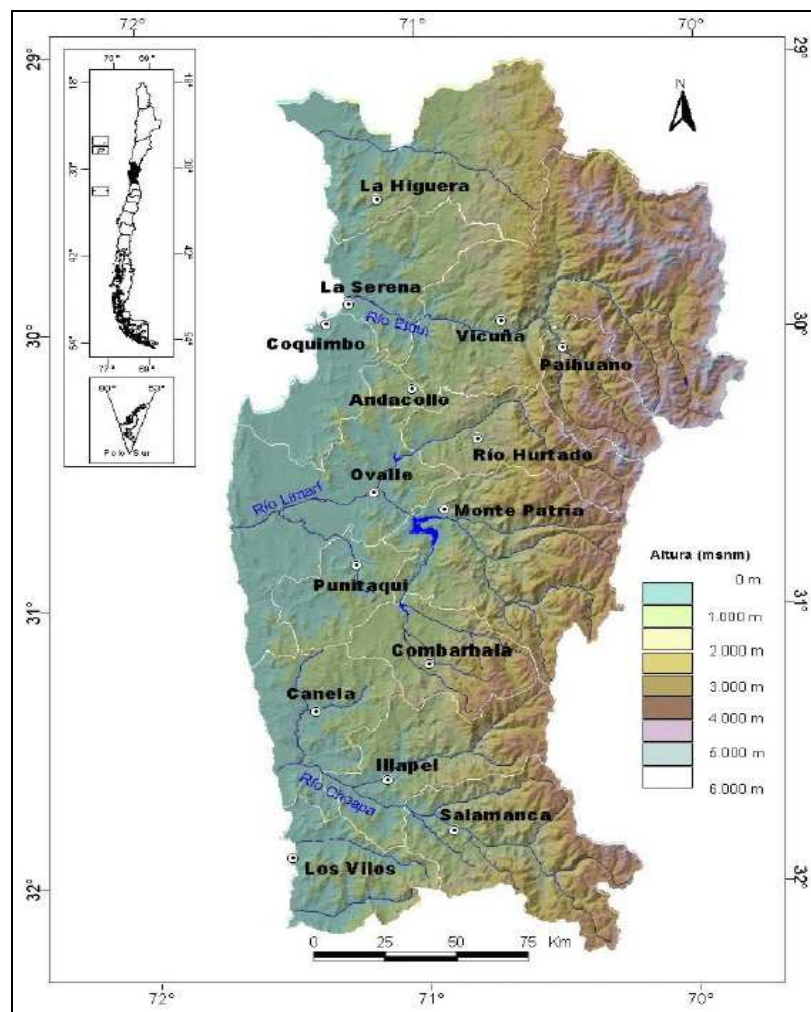 72°
71°
70°
29°
29°
N
La Higuera
La Serena
Río Elqui
Vicuña
Coquimbo
Paihuano
30°
30°
Andacollo
Río Hurtado
Ovalle
Río Limarí
Monte Patria
Punitaqui
31°
31°
Combarbalá
Canela
Illapel
Río Choapa
Salamanca
Los Vilos
32°
32°
Altura (msnm)
0 m
1.000 m
2.000 m
3.000 m
4.000 m
5.000 m
6.000 m
0 25 50 75 Km
72°
71°
70°
Polo Sur